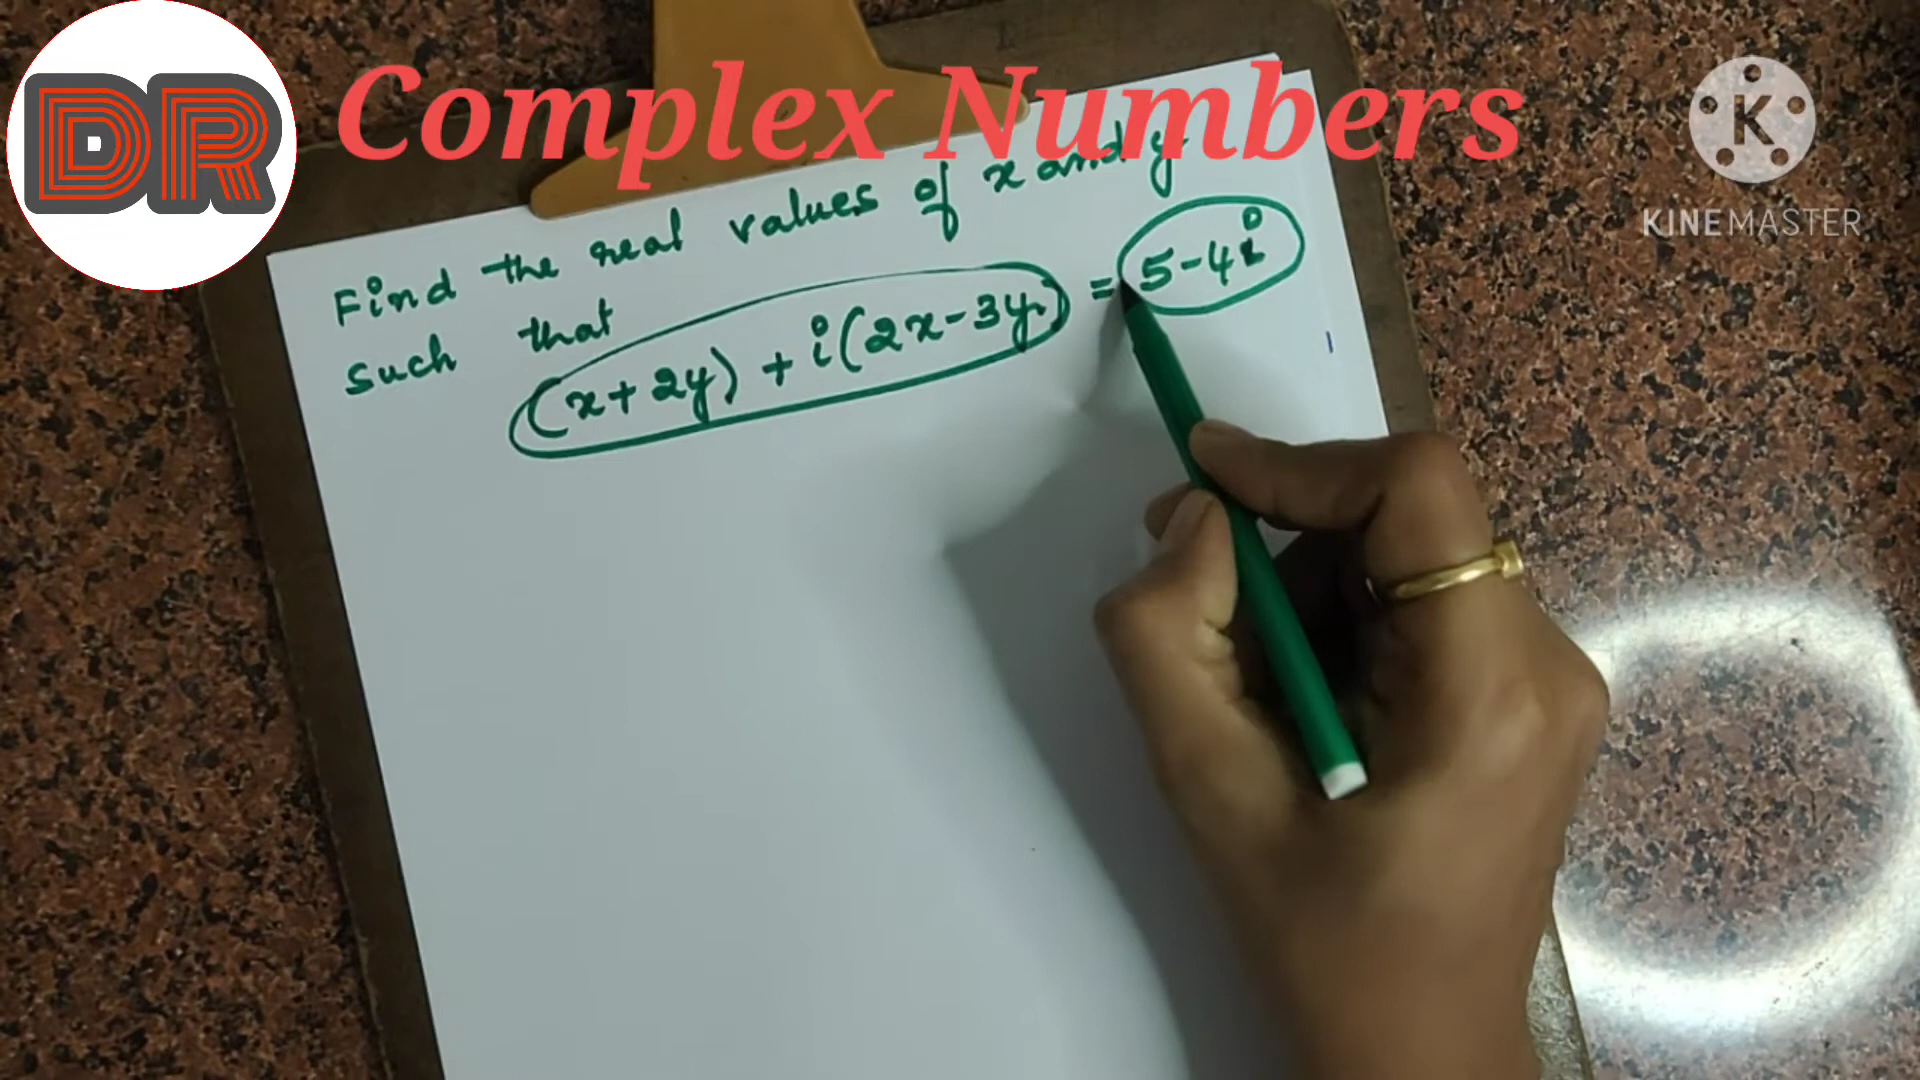 DR
Complex Numbers
K
KINEMASTER
Find the real values of x and y
such that
(x + 2y) + i(2x - 3y) = 5 - 4i